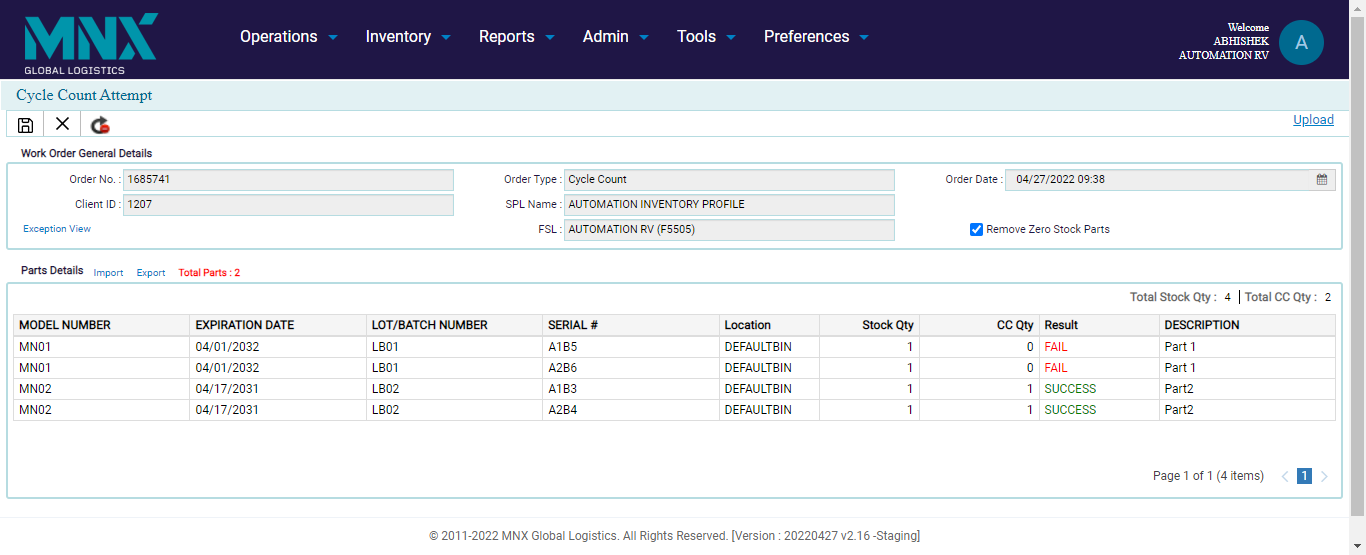 MNX
GLOBAL LOGISTICS
Operations Inventory Reports Admin Tools Preferences
Welcome
ABHISHEK
AUTOMATION RV
A
Cycle Count Attempt
Upload
Work Order General Details
Order No. : 1685741 Order Type : Cycle Count Order Date : 04/27/2022 09:38
Client ID : 1207 SPL Name : AUTOMATION INVENTORY PROFILE
Exception View FSL : AUTOMATION RV (F5505) Remove Zero Stock Parts
Parts Details Import Export Total Parts : 2
Total Stock Qty : 4 Total CC Qty : 2
MODEL NUMBER EXPIRATION DATE LOT/BATCH NUMBER SERIAL # Location Stock Qty CC Qty Result DESCRIPTION
MN01 04/01/2032 LB01 A1B5 DEFAULTBIN 1 0 FAIL Part 1
MN01 04/01/2032 LB01 A2B6 DEFAULTBIN 1 0 FAIL Part 1
MN02 04/17/2031 LB02 A1B3 DEFAULTBIN 1 1 SUCCESS Part2
MN02 04/17/2031 LB02 A2B4 DEFAULTBIN 1 1 SUCCESS Part2
Page 1 of 1 (4 items) 1
© 2011-2022 MNX Global Logistics. All Rights Reserved. [Version : 20220427 v2.16 -Staging]